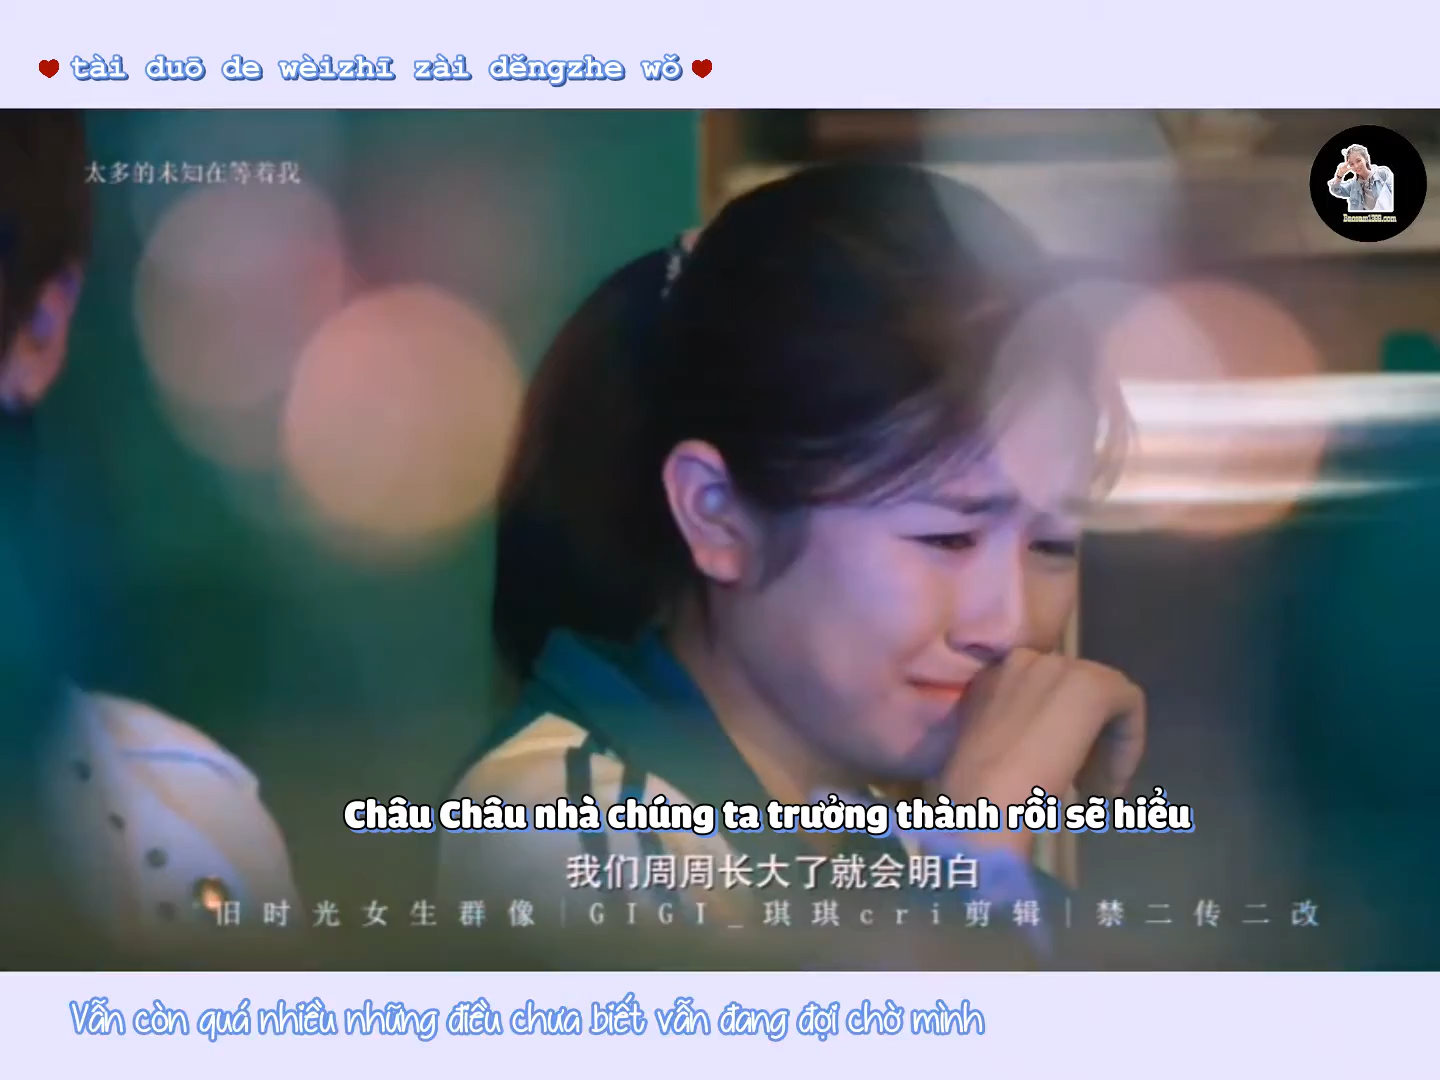 tài duō de wèizhī zài děngzhe wǒ
太多的未知在等着我
Baosam1399.com
Châu Châu nhà chúng ta trưởng thành rồi sẽ hiểu
我们周周长大了就会明白
旧时光女生群像|GIGI_琪琪cri剪辑|禁二传二改
Vẫn còn quá nhiều những điều chưa biết vẫn đang đợi chờ mình